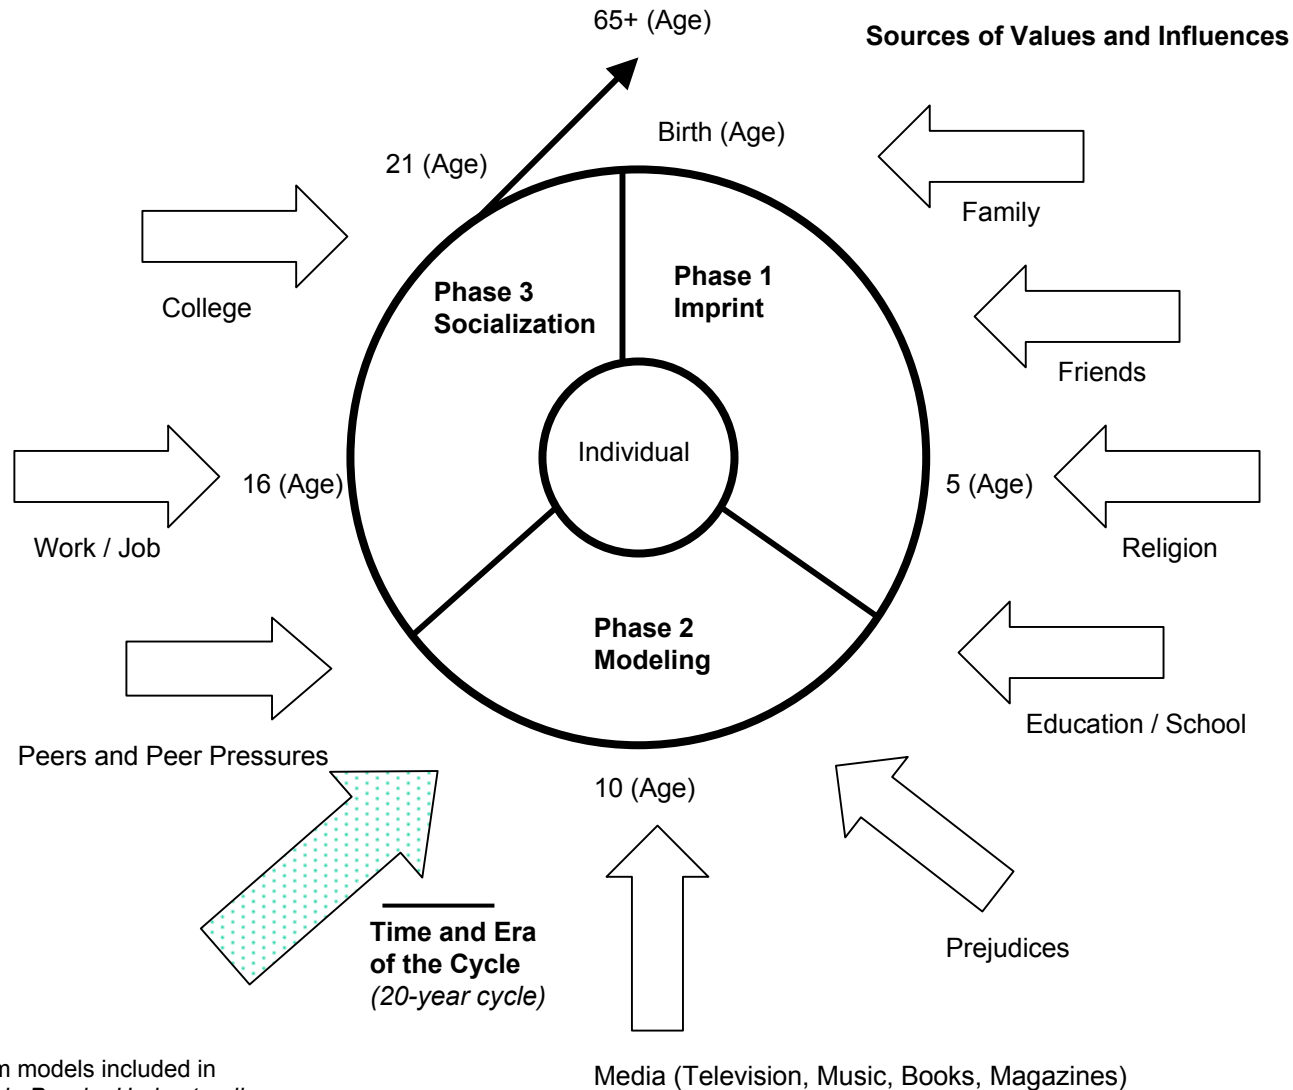 65+ (Age)
Sources of Values and Influences
Birth (Age)
21 (Age)
Family
College
Phase 3
Socialization
Phase 1
Imprint
Friends
Individual
16 (Age)
5 (Age)
Work / Job
Religion
Phase 2
Modeling
Education / School
Peers and Peer Pressures
10 (Age)
Time and Era
of the Cycle
(20-year cycle)
Prejudices
models included in
Media (Television, Music, Books, Magazines)